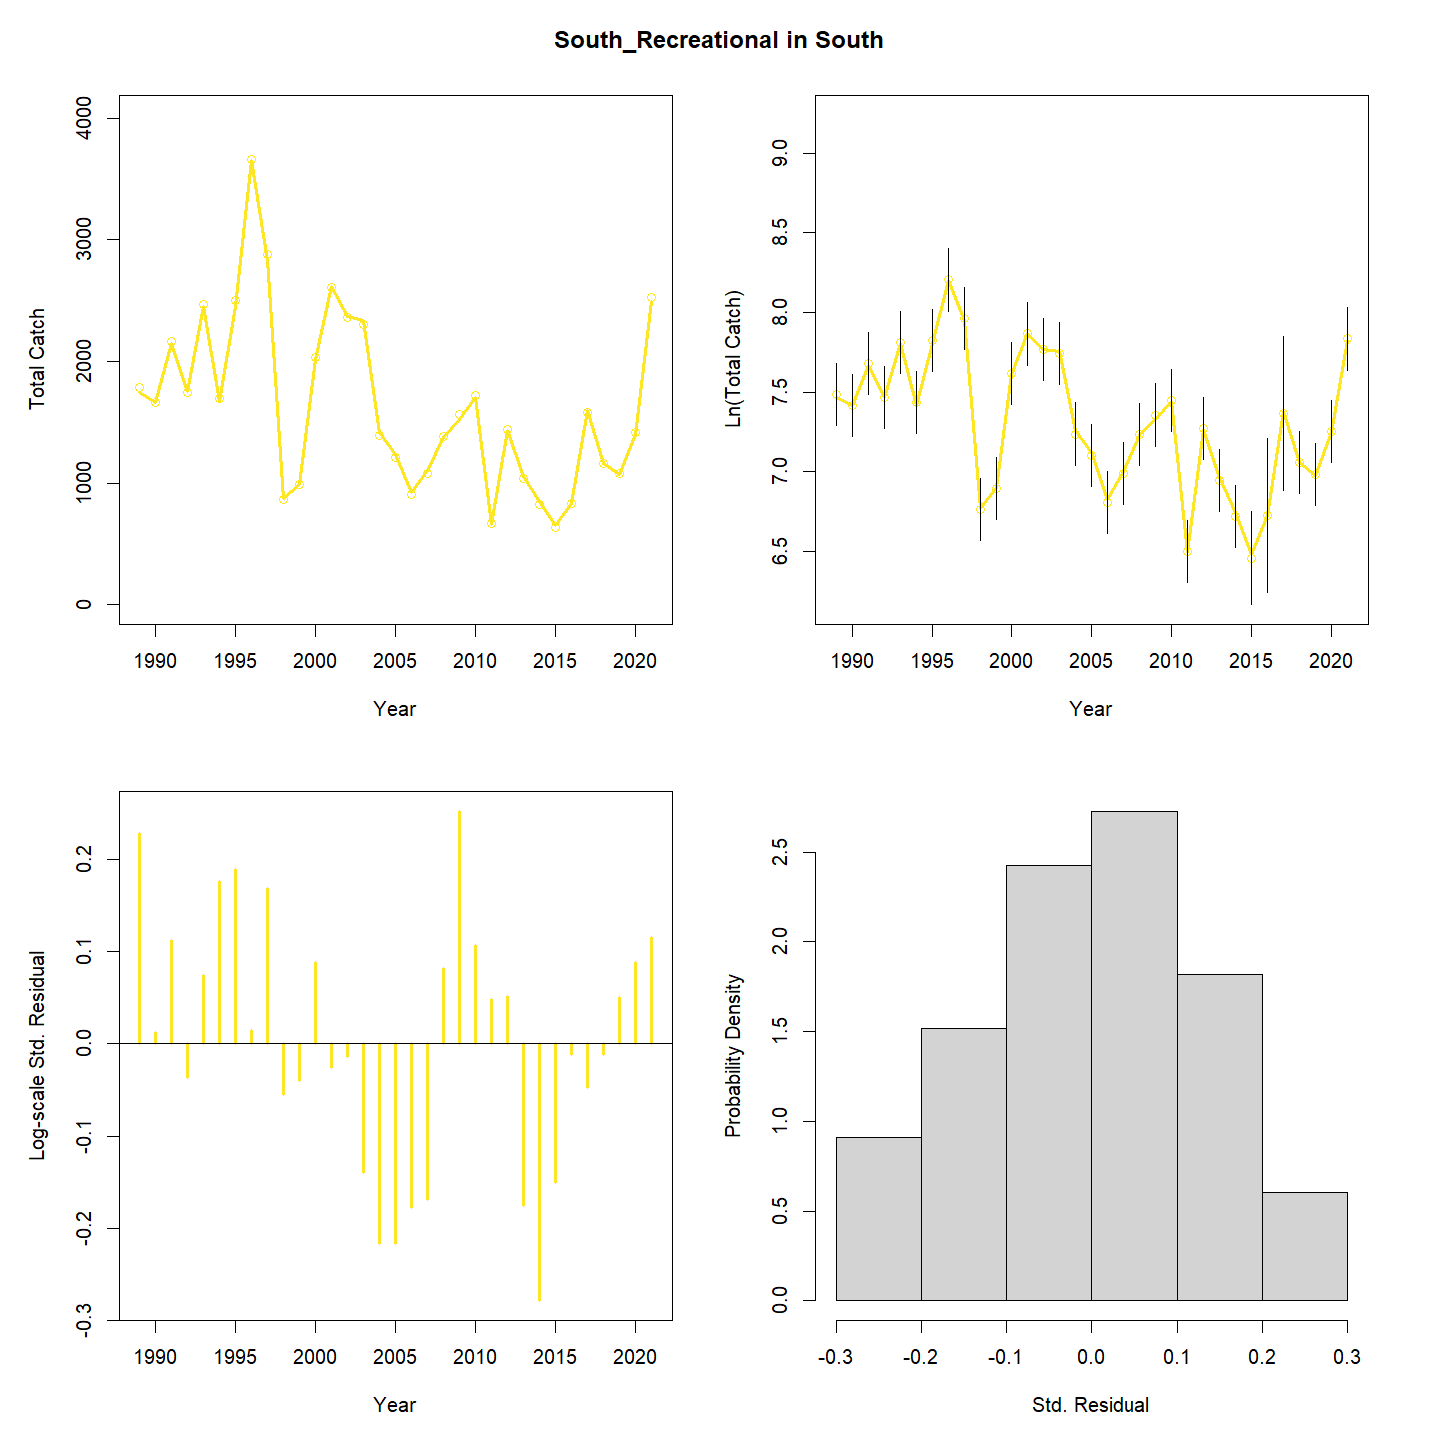 South_Recreational in South
Total Catch
4000
3000
2000
1000
0
1990 1995 2000 2005 2010 2015 2020
Year
Ln(Total Catch)
9.0
8.5
8.0
7.5
7.0
6.5
1990 1995 2000 2005 2010 2015 2020
Year
Log-scale Std. Residual
0.2
0.1
0.0
-0.1
-0.2
-0.3
1990 1995 2000 2005 2010 2015 2020
Year
Probability Density
2.5
2.0
1.5
1.0
0.5
0.0
-0.3 -0.2 -0.1 0.0 0.1 0.2 0.3
Std. Residual